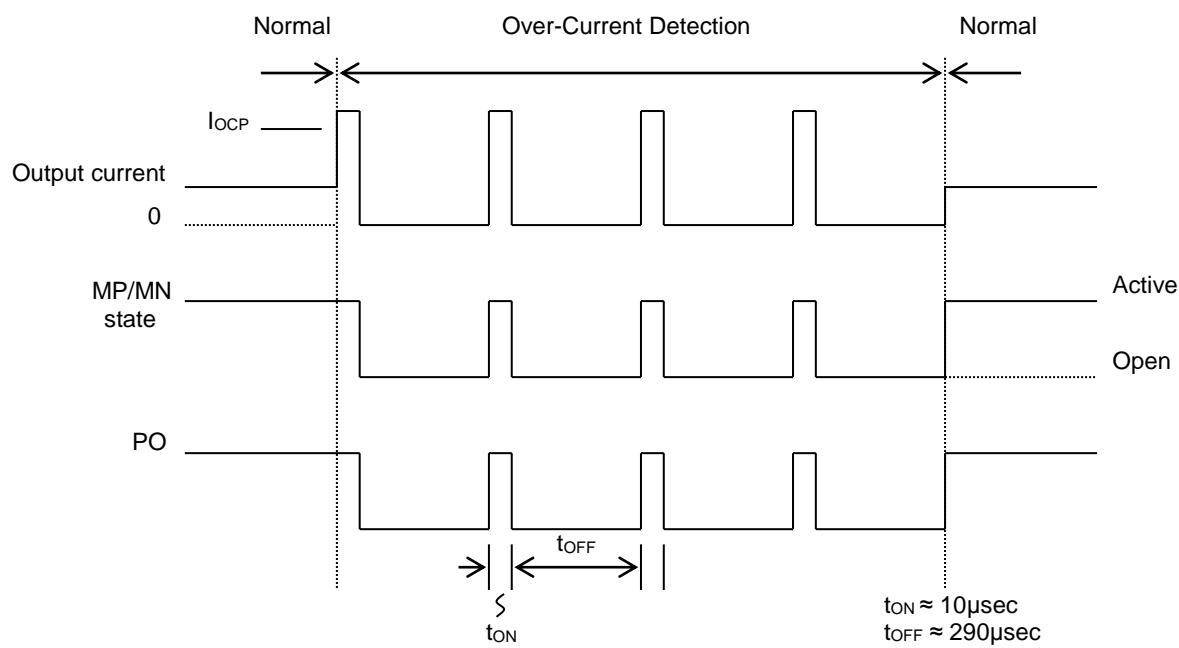 Normal
Over-Current Detection
Normal
IOCP
Output current
0
MP/MN
state
Active
Open
PO
tOFF
tON
tON ≈ 10µsec
tOFF ≈ 290µsec